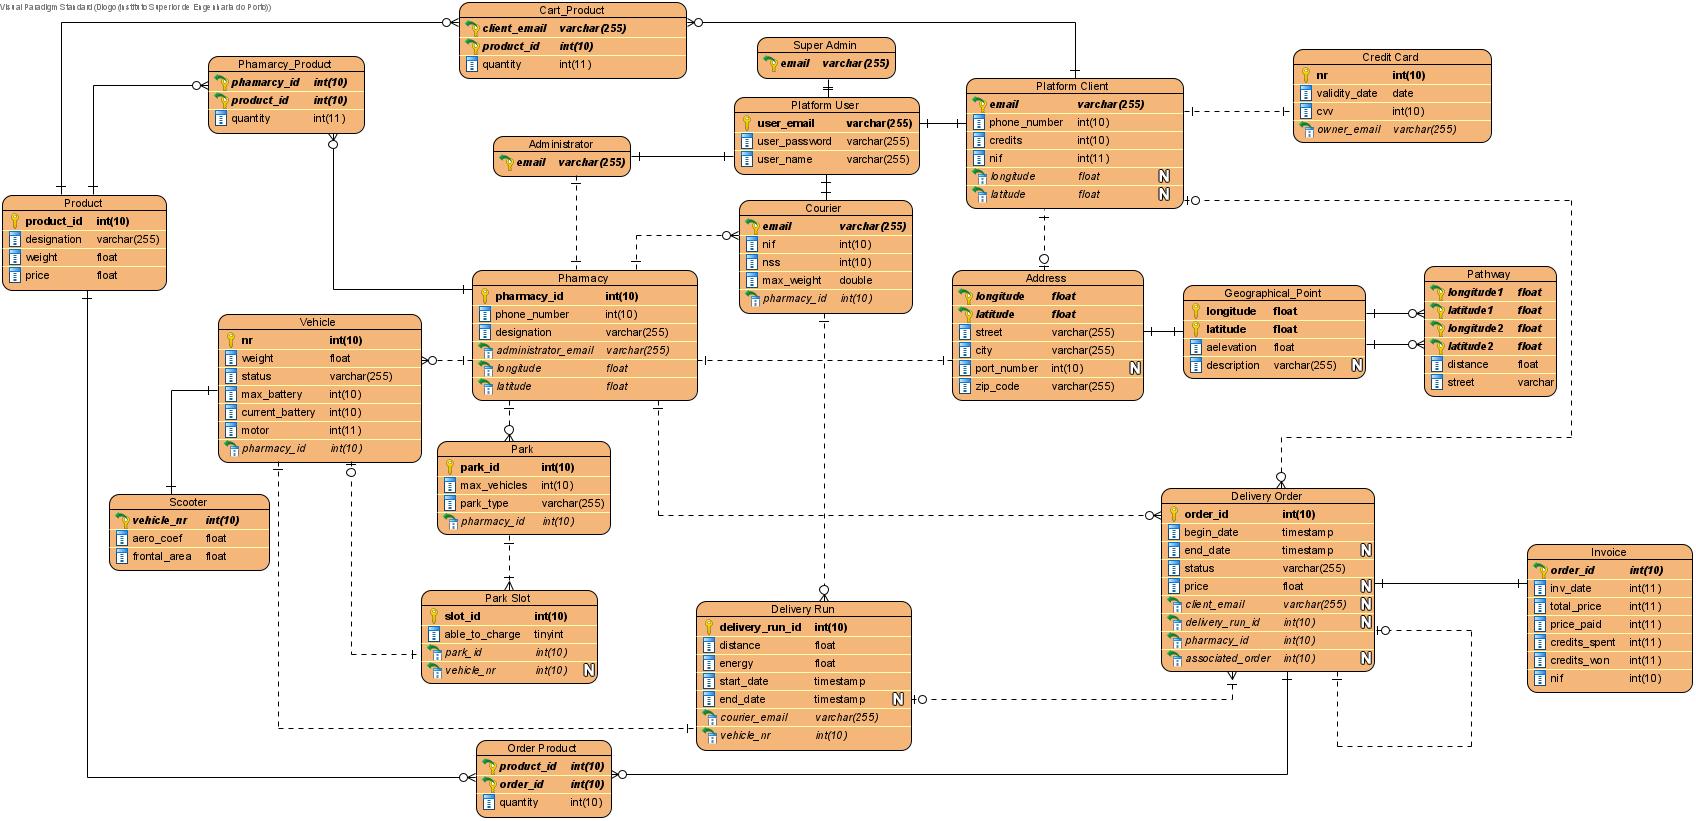 Visual Paradigm Standard (Diogo (Instituto Superior de Engenharia do Porto))
Cart_Product
client_email varchar(255)
product_id int(10)
quantity int(11)
Super Admin
email varchar(255)
Phamarcy_Product
phamarcy_id int(10)
product_id int(10)
quantity int(11)
Credit Card
nr int(10)
validity_date date
cvv int(10)
owner_email varchar(255)
Platform Client
email varchar(255)
phone_number int(10)
credits int(10)
nif int(11)
longitude float N
latitude float N
Platform User
user_email varchar(255)
user_password varchar(255)
user_name varchar(255)
Administrator
email varchar(255)
Product
product_id int(10)
designation varchar(255)
weight float
price float
Courier
email varchar(255)
nif int(10)
nss int(10)
max_weight double
pharmacy_id int(10)
Pharmacy
pharmacy_id int(10)
phone_number int(10)
designation varchar(255)
administrator_email varchar(255)
longitude float
latitude float
Address
longitude float
latitude float
street varchar(255)
city varchar(255)
port_number int(10) N
zip_code varchar(255)
Geographical_Point
longitude float
latitude float
aelevation float
description varchar(255) N
Pathway
longitude1 float
latitude1 float
longitude2 float
latitude2 float
distance float
street varchar
Vehicle
nr int(10)
weight float
status varchar(255)
max_battery int(10)
current_battery int(10)
motor int(11)
pharmacy_id int(10)
Park
park_id int(10)
max_vehicles int(10)
park_type varchar(255)
pharmacy_id int(10)
Scooter
vehicle_nr int(10)
aero_coef float
frontal_area float
Delivery Order
order_id int(10)
begin_date timestamp
end_date timestamp N
status varchar(255)
price float N
client_email varchar(255) N
delivery_run_id int(10) N
pharmacy_id int(10)
associated_order int(10) N
Invoice
order_id int(10)
inv_date int(11)
total_price int(11)
price_paid int(11)
credits_spent int(11)
credits_won int(11)
nif int(10)
Park Slot
slot_id int(10)
able_to_charge tinyint
park_id int(10)
vehicle_nr int(10) N
Delivery Run
delivery_run_id int(10)
distance float
energy float
start_date timestamp
end_date timestamp N
courier_email varchar(255)
vehicle_nr int(10)
Order Product
product_id int(10)
order_id int(10)
quantity int(10)